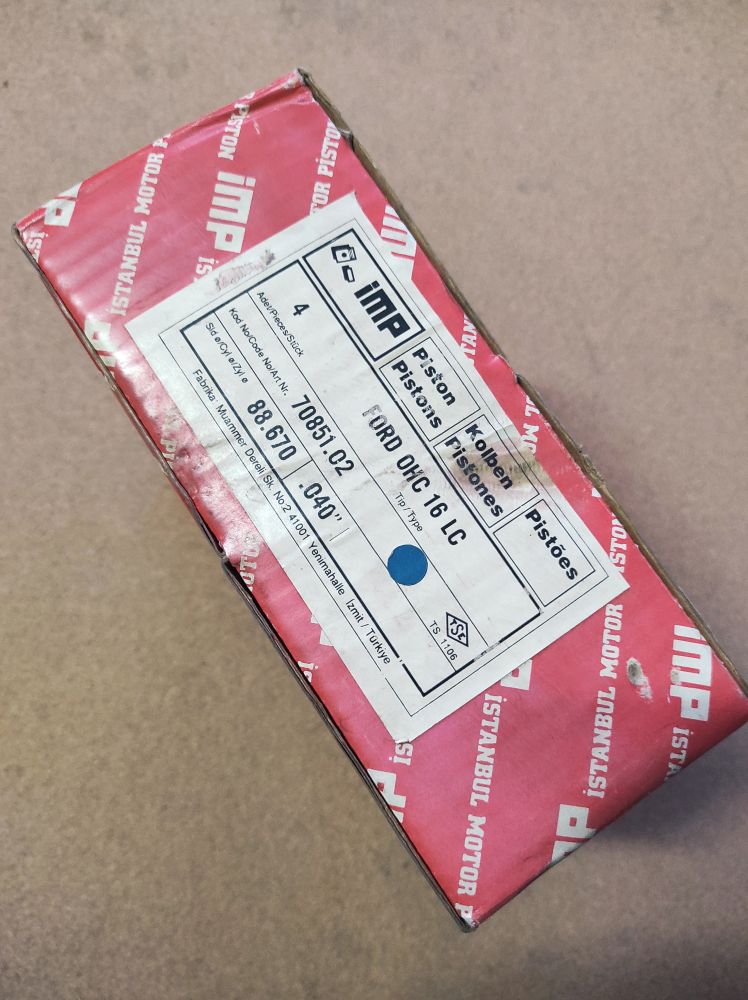 imp
Piston
Pistons
Kolben
Pistones
Pistões
FORD OHC 16 LC
Tip/Type
4
Adet/Pieces/Stück
70851.02
Kod No/Code No/Art Nr.
88.670
.040"
Sid ø/Cyl ø/Zyl ø
TSE
TS 1106
Fabrika: Muammer Dereli Sk. No:2 41001 Yenimahalle İzmit / Türkiye
imp
İSTANBUL MOTOR PİSTON
imp
İSTANBUL MOTOR
İSTANBUL MOTOR P